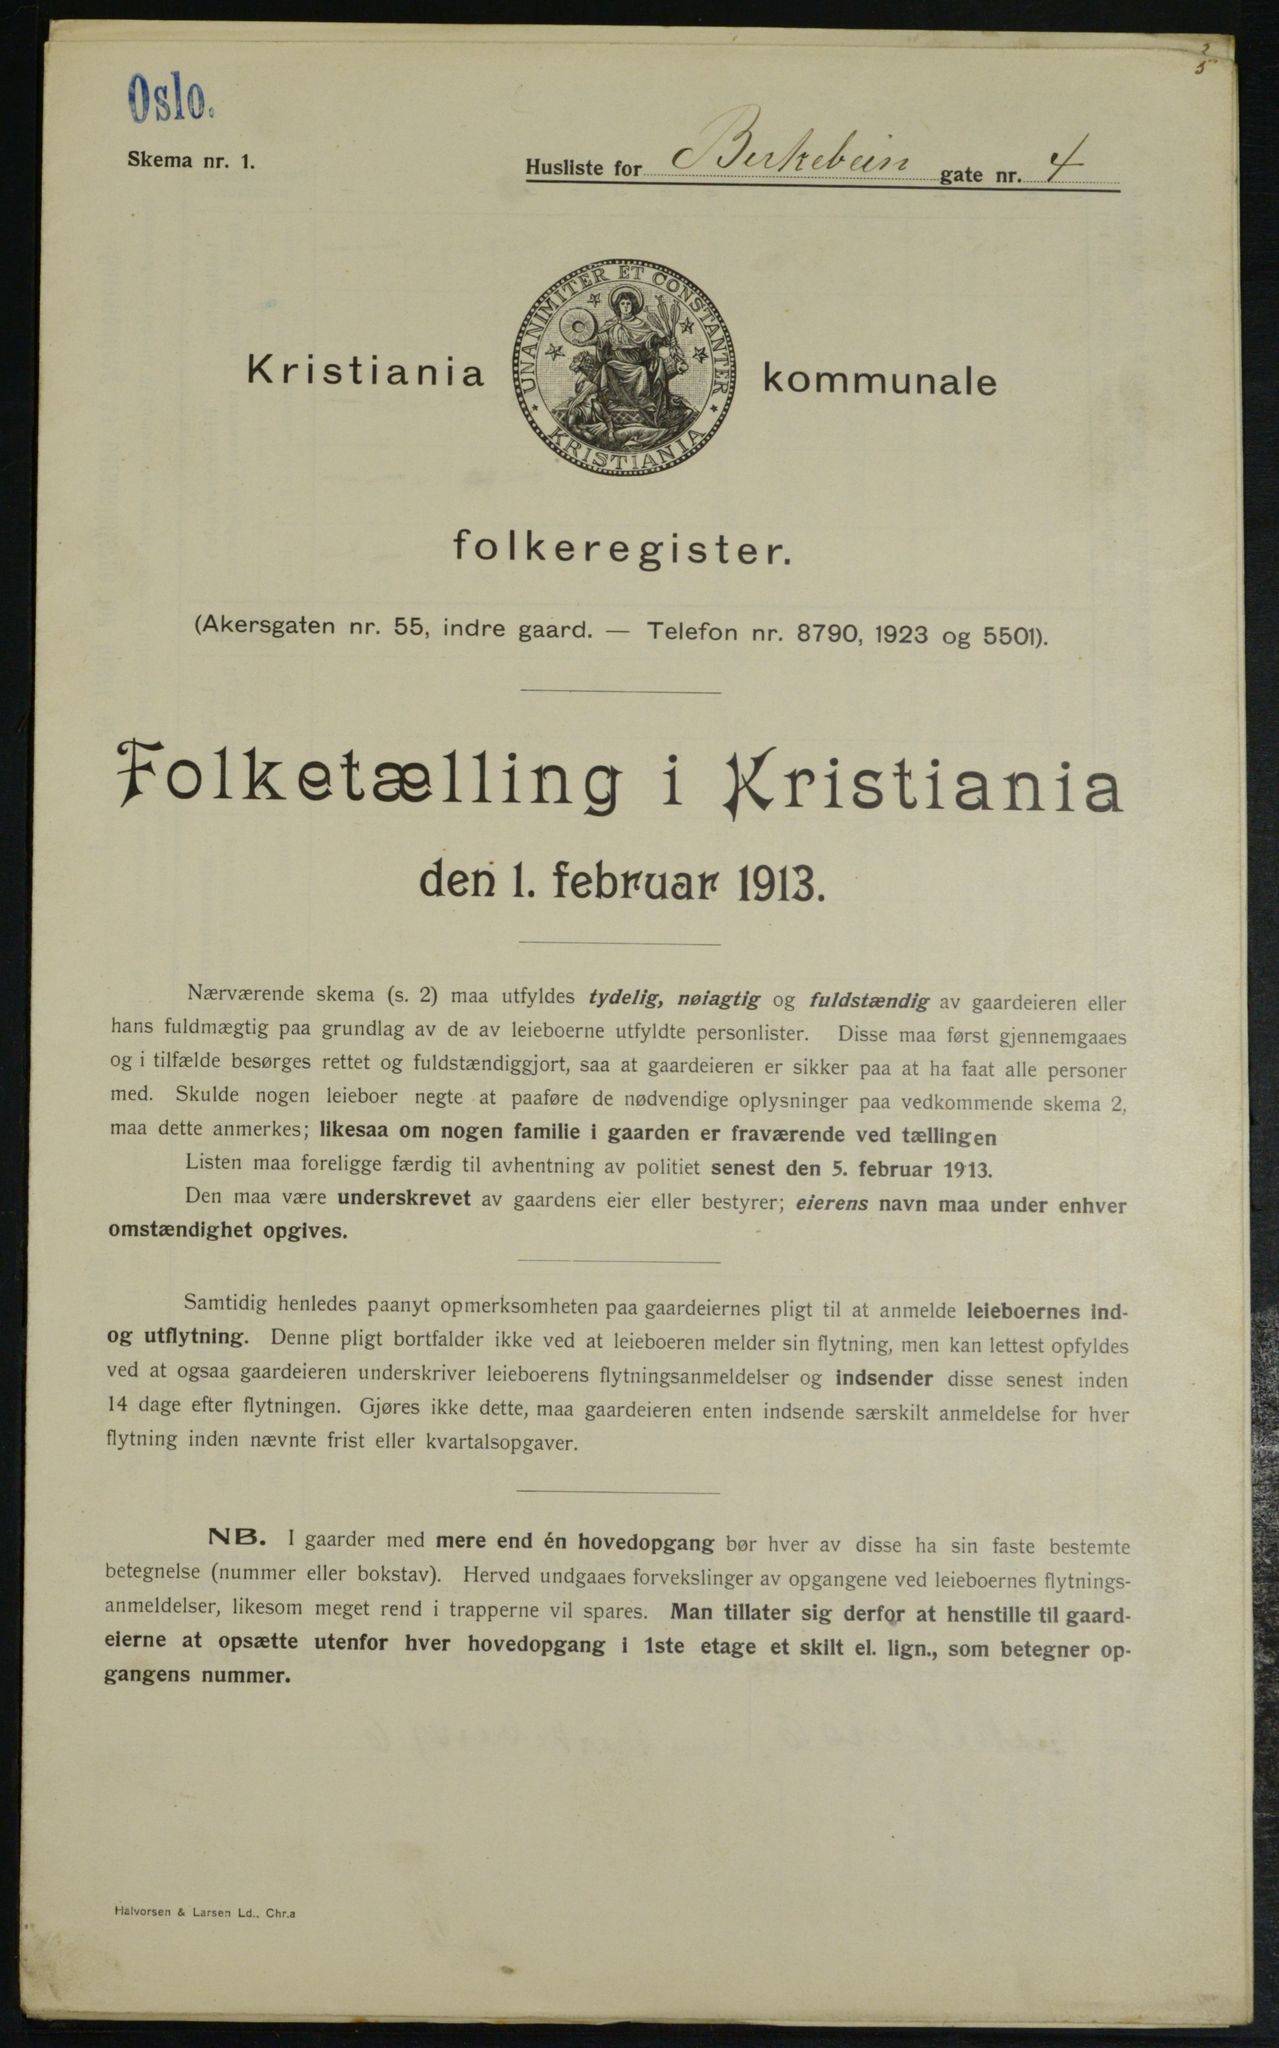 2
5
Oslo.
Skema nr. 1.
Husliste for Birkebein gate nr. 4
UNANIMITER ET CONSTANTER
KRISTIANIA
Kristiania kommunale
folkeregister.
(Akersgaten nr. 55, indre gaard. — Telefon nr. 8790, 1923 og 5501).
Folketælling i Kristiania
den 1. februar 1913.
Nærværende skema (s. 2) maa utfyldes tydelig, nøiagtig og fuldstændig av gaardeieren eller
hans fuldmægtig paa grundlag av de av leieboerne utfyldte personlister. Disse maa først gjennemgaaes
og i tilfælde besørges rettet og fuldstændiggjort, saa at gaardeieren er sikker paa at ha faat alle personer
med. Skulde nogen leieboer negte at paaføre de nødvendige oplysninger paa vedkommende skema 2,
maa dette anmerkes; likesaa om nogen familie i gaarden er fraværende ved tællingen
Listen maa foreligge færdig til avhentning av politiet senest den 5. februar 1913.
Den maa være underskrevet av gaardens eier eller bestyrer; eierens navn maa under enhver
omstændighet opgives.
Samtidig henledes paanyt opmerksomheten paa gaardeiernes pligt til at anmelde leieboernes ind-
og utflytning. Denne pligt bortfalder ikke ved at leieboeren melder sin flytning, men kan lettest opfyldes
ved at ogsaa gaardeieren underskriver leieboerens flytningsanmeldelser og indsender disse senest inden
14 dage efter flytningen. Gjøres ikke dette, maa gaardeieren enten indsende særskilt anmeldelse for hver
flytning inden nævnte frist eller kvartalsopgaver.
NB. I gaarder med mere end én hovedopgang bør hver av disse ha sin faste bestemte
betegnelse (nummer eller bokstav). Herved undgaaes forvekslinger av opgangene ved leieboernes flytnings-
anmeldelser, likesom meget rend i trapperne vil spares. Man tillater sig derfor at henstille til gaard-
eierne at opsætte utenfor hver hovedopgang i 1ste etage et skilt el. lign., som betegner op-
gangens nummer.
Halvorsen & Larsen Ld.. Chr.a